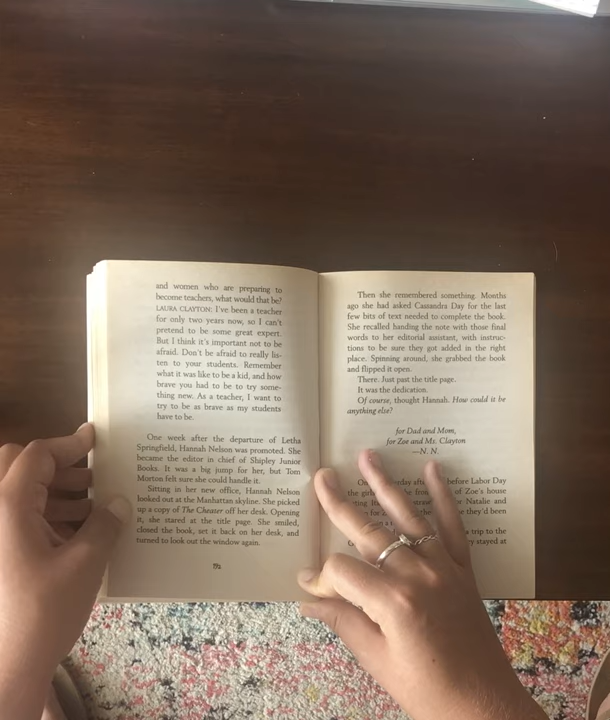 and women who are preparing to
become teachers, what would that be?
LAURA CLAYTON: I've been a teacher
for only two years now, so I can't
pretend to be some great expert.
But I think it's important not to be
afraid. Don't be afraid to really lis-
ten to your students. Remember
what it was like to be a kid, and how
brave you had to be to try some-
thing new. As a teacher, I want to
try to be as brave as my students
have to be.
One week after the departure of Letha
Springfield, Hannah Nelson was promoted. She
became the editor in chief of Shipley Junior
Books. It was a big jump for her, but Tom
Morton felt sure she could handle it.
Sitting in her new office, Hannah Nelson
looked out at the Manhattan skyline. She picked
up a copy of The Cheater off her desk. Opening
it, she stared at the title page. She smiled,
closed the book, set it back on her desk, and
turned to look out the window again.
Then she remembered something. Months
ago she had asked Cassandra Day for the last
few bits of text needed to complete the book.
She recalled handing the note with those final
words to her editorial assistant, with instruc-
tions to be sure they got added in the right
place. Spinning around, she grabbed the book
and flipped it open.
There. Just past the title page.
It was the dedication.
Of course, thought Hannah. How could it be
anything else?
for Dad and Mom,
for Zoe and Ms. Clayton
—N. N.
before Labor Day
the of Zoe's house
Natalie and
they'd been
a trip to the
stayed at